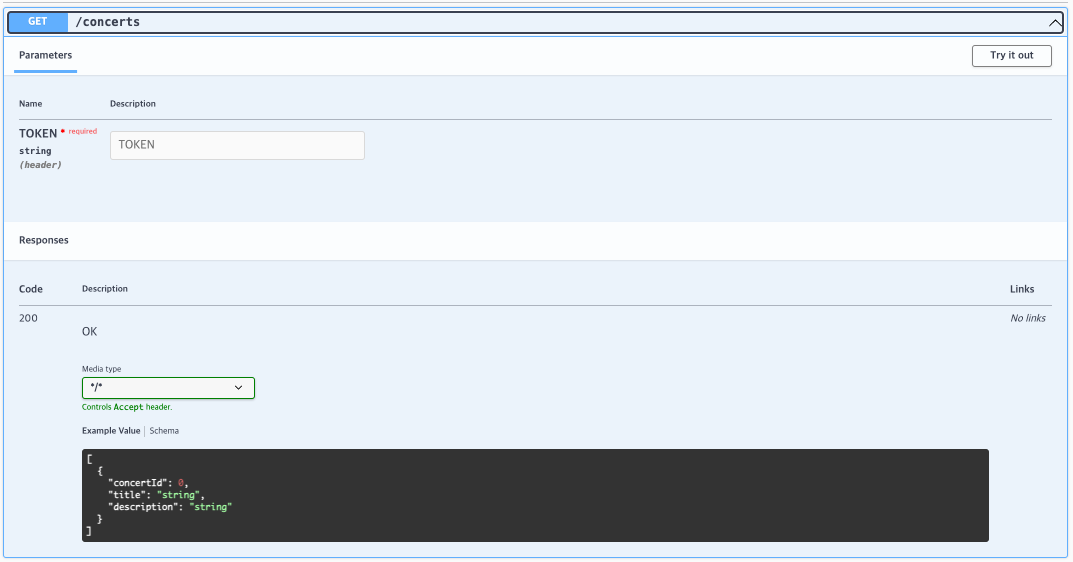 GET /concerts
Parameters
Try it out
Name Description
TOKEN * required
string
(header)
TOKEN
Responses
Code Description Links
200 No links
OK
Media type
*/*
Controls Accept header.
Example Value Schema
[
{
"concertId": 0,
"title": "string",
"description": "string"
}
]